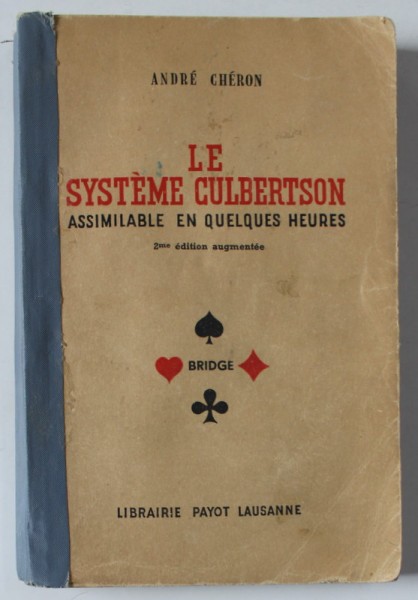 ANDRÉ CHÉRON
LE
SYSTÈME CULBERTSON
ASSIMILABLE EN QUELQUES HEURES
2me édition augmentée
BRIDGE
LIBRAIRIE PAYOT LAUSANNE